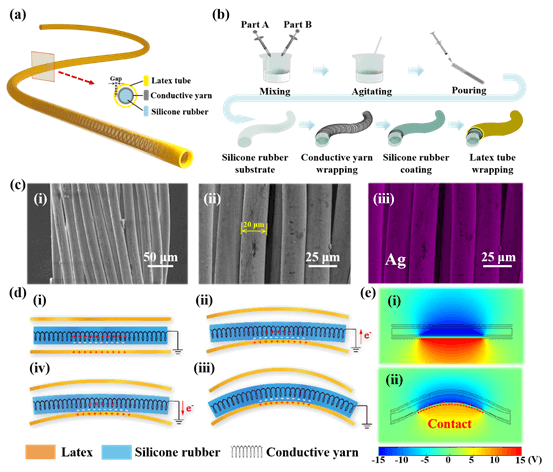 (a)
Gap
Latex tube
Conductive yarn
Silicone rubber
(b)
Part A Part B
Mixing
Agitating
Pouring
Silicone rubber
substrate
Conductive yarn
wrapping
Silicone rubber
coating
Latex tube
wrapping
(c)
(i)
50 μm
(ii)
20 μm
25 μm
(iii)
Ag
25 μm
(d)
(i)
(ii)
e-
(iv)
e-
(iii)
Latex
Silicone rubber
Conductive yarn
(e)
(i)
(ii)
Contact
-15 -10 -5 0 5 10 15 (V)